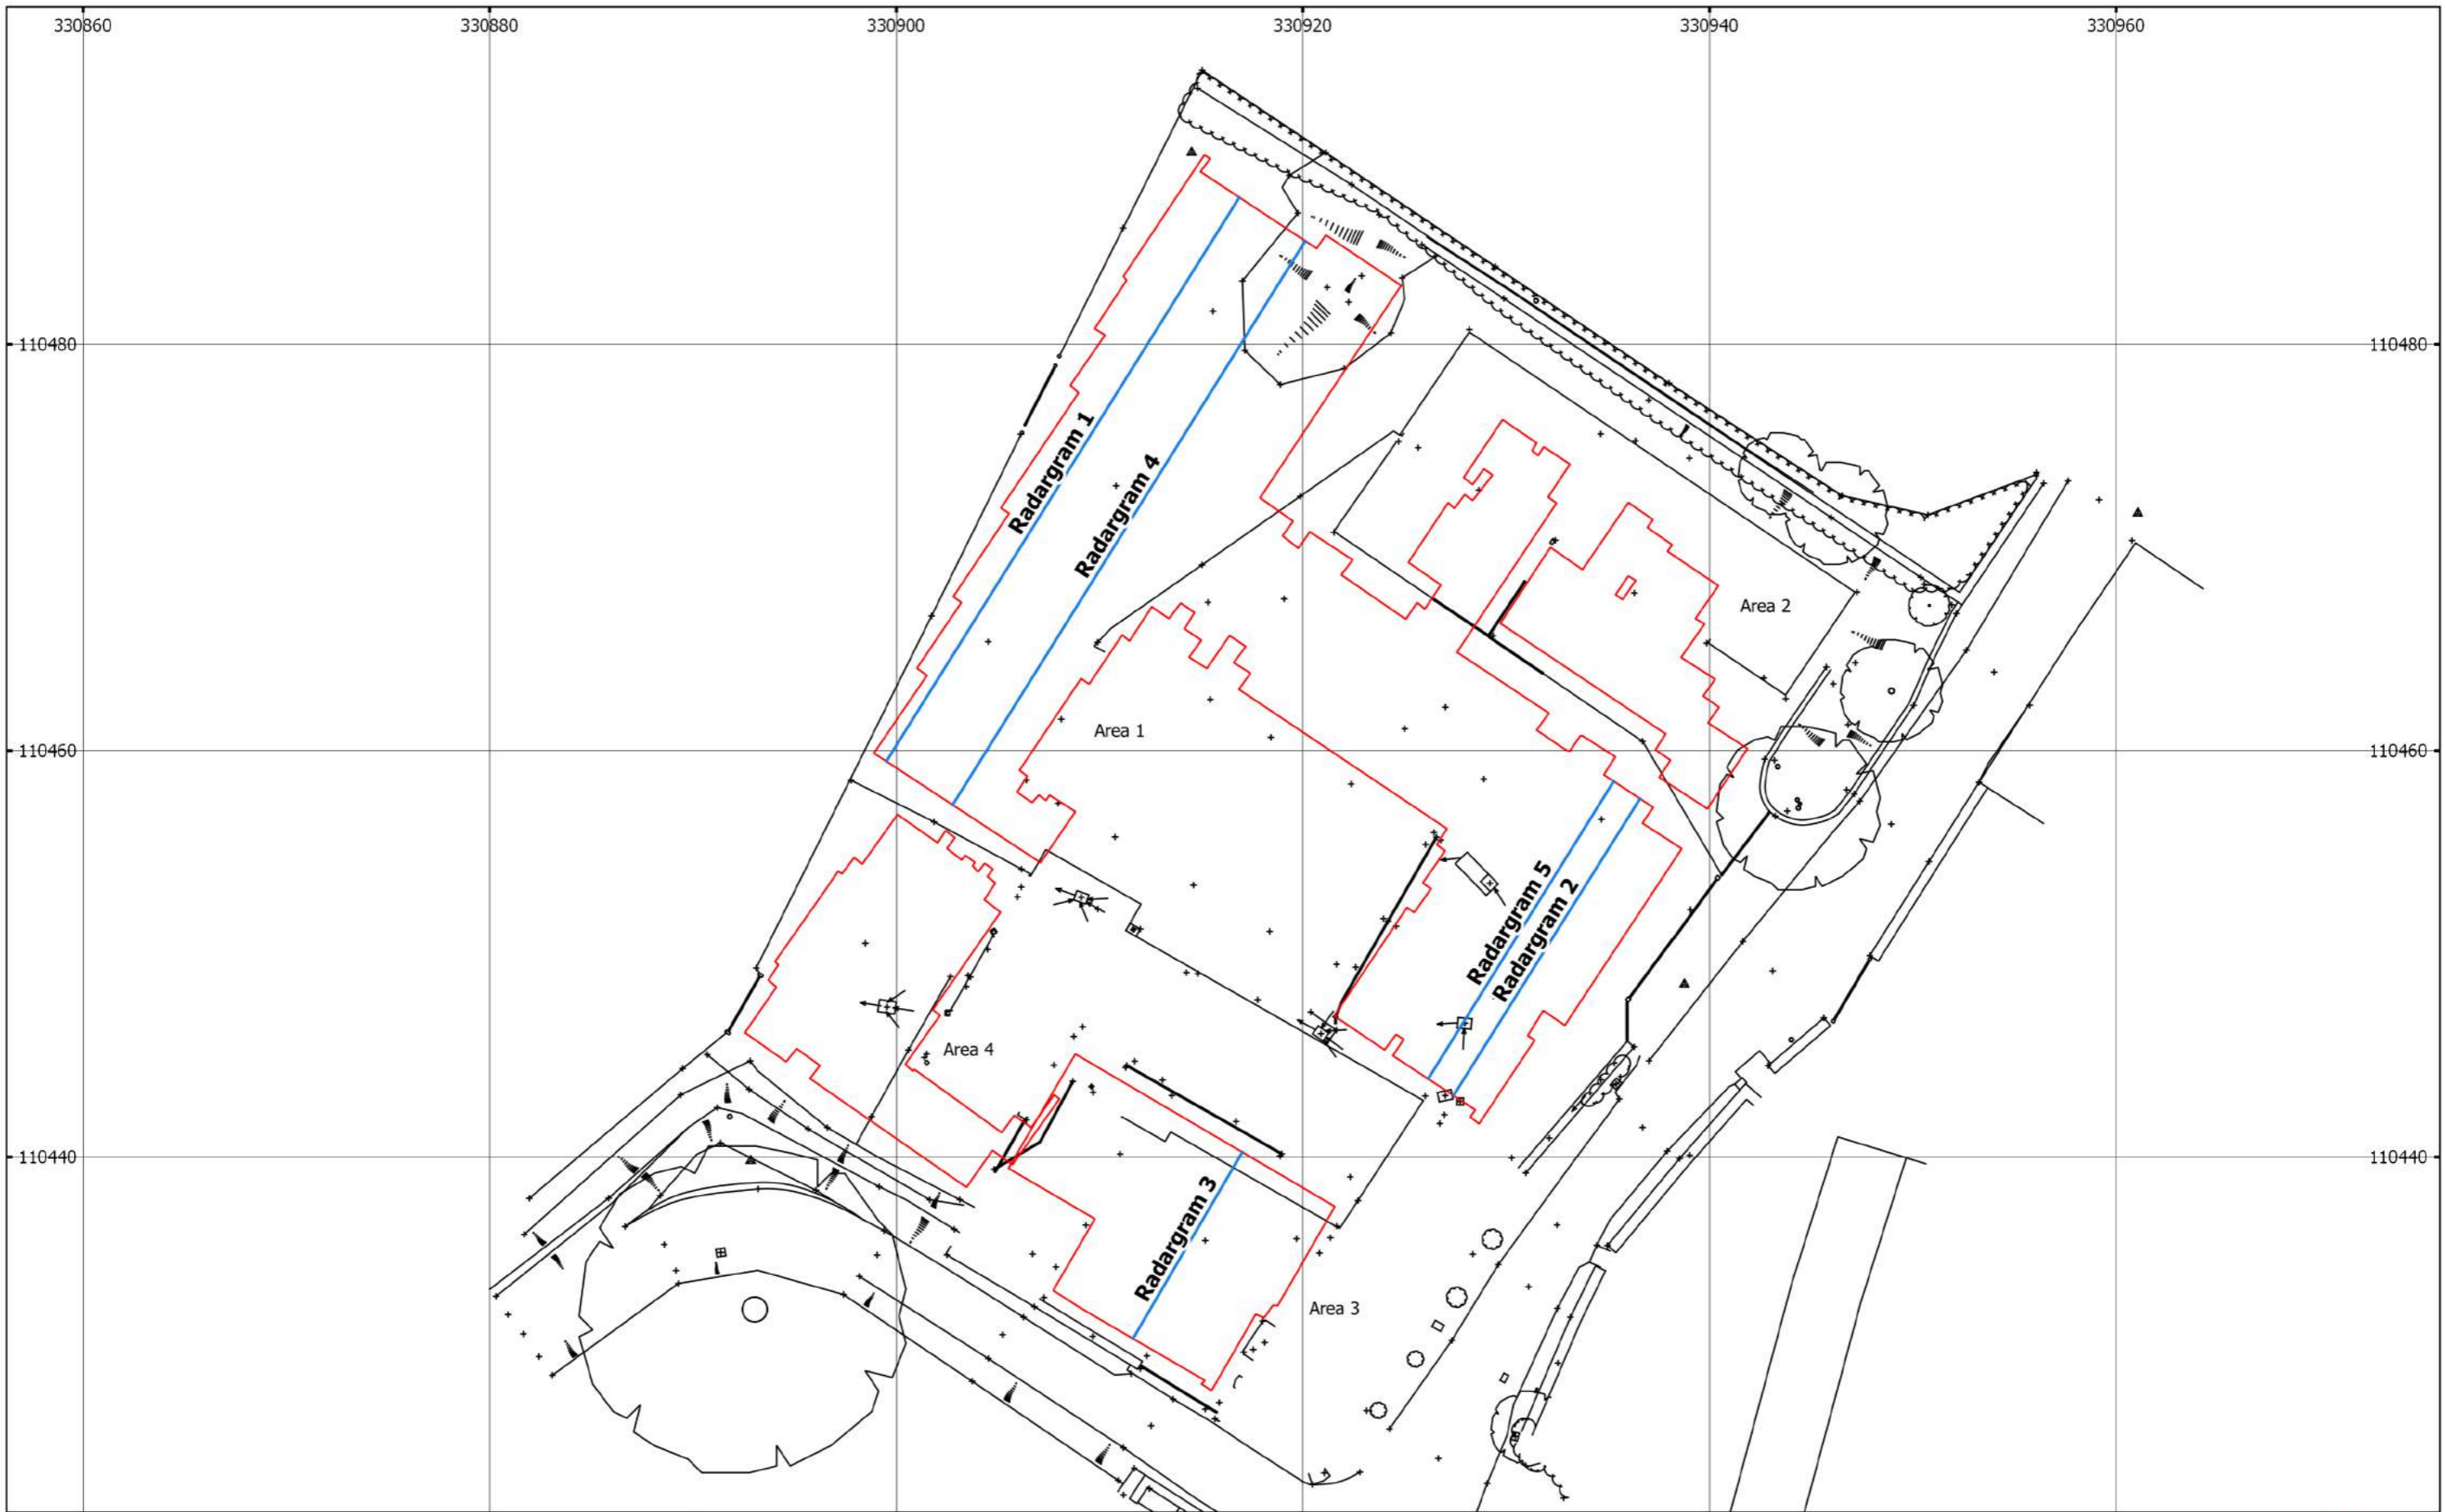 330860
330880
330900
330920
330940
330960
110480
110480
Radargram 1
Radargram 4
Area 2
Area 1
110460
110460
Radargram 5
Radargram 2
Area 4
110440
110440
Radargram 3
Area 3